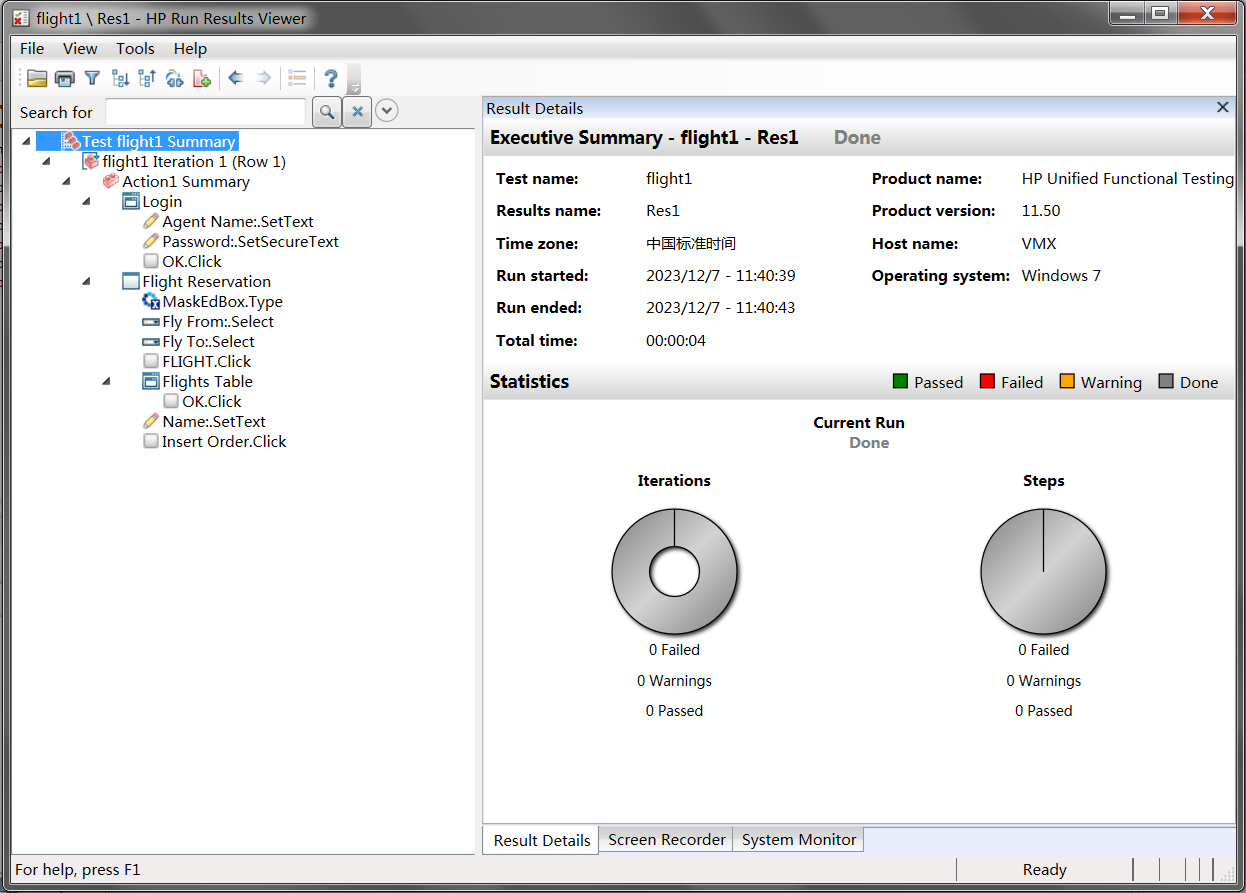 flight1 \ Res1 - HP Run Results Viewer
File View Tools Help
Search for
Test flight1 Summary
flight1 Iteration 1 (Row 1)
Action1 Summary
Login
Agent Name:.SetText
Password:.SetSecureText
OK.Click
Flight Reservation
MaskEdBox.Type
Fly From:.Select
Fly To:.Select
FLIGHT.Click
Flights Table
OK.Click
Name:.SetText
Insert Order.Click
Result Details
Executive Summary - flight1 - Res1 Done
Test name: flight1 Product name: HP Unified Functional Testing
Results name: Res1 Product version: 11.50
Time zone: 中国标准时间 Host name: VMX
Run started: 2023/12/7 - 11:40:39 Operating system: Windows 7
Run ended: 2023/12/7 - 11:40:43
Total time: 00:00:04
Statistics Passed Failed Warning Done
Current Run
Done
Iterations Steps
0 Failed 0 Failed
0 Warnings 0 Warnings
0 Passed 0 Passed
Result Details Screen Recorder System Monitor
For help, press F1 Ready